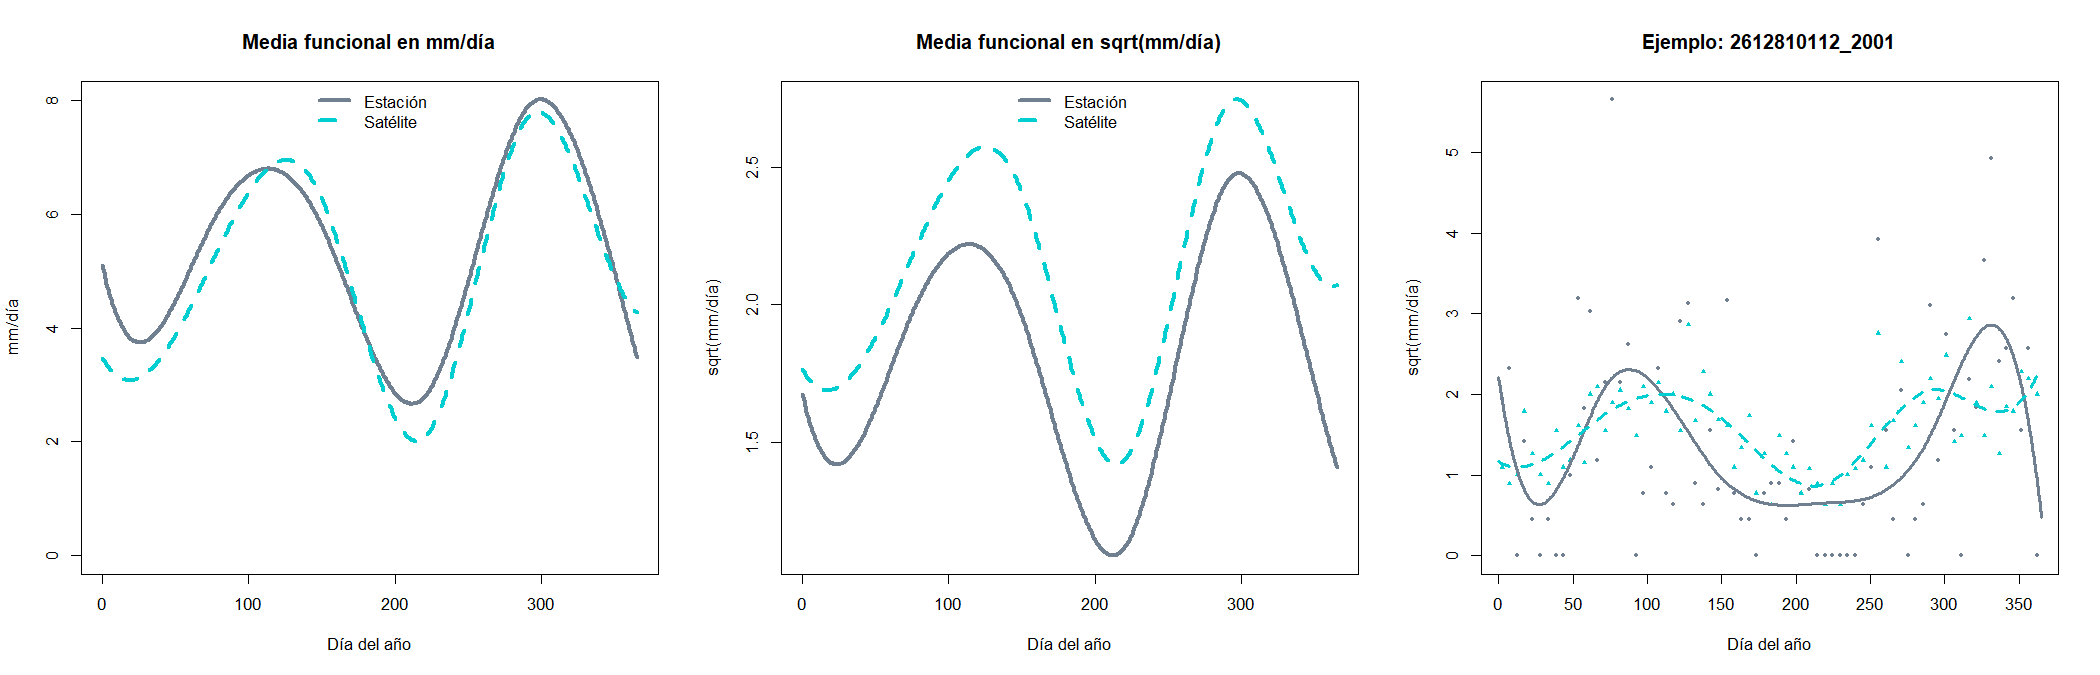 Media funcional en mm/día
Estación
Satélite
8
6
4
2
0
mm/día
0 100 200 300
Día del año
Media funcional en sqrt(mm/día)
Estación
Satélite
2.5
2.0
1.5
sqrt(mm/día)
0 100 200 300
Día del año
Ejemplo: 2612810112_2001
5
4
3
2
1
0
sqrt(mm/día)
0 50 100 150 200 250 300 350
Día del año